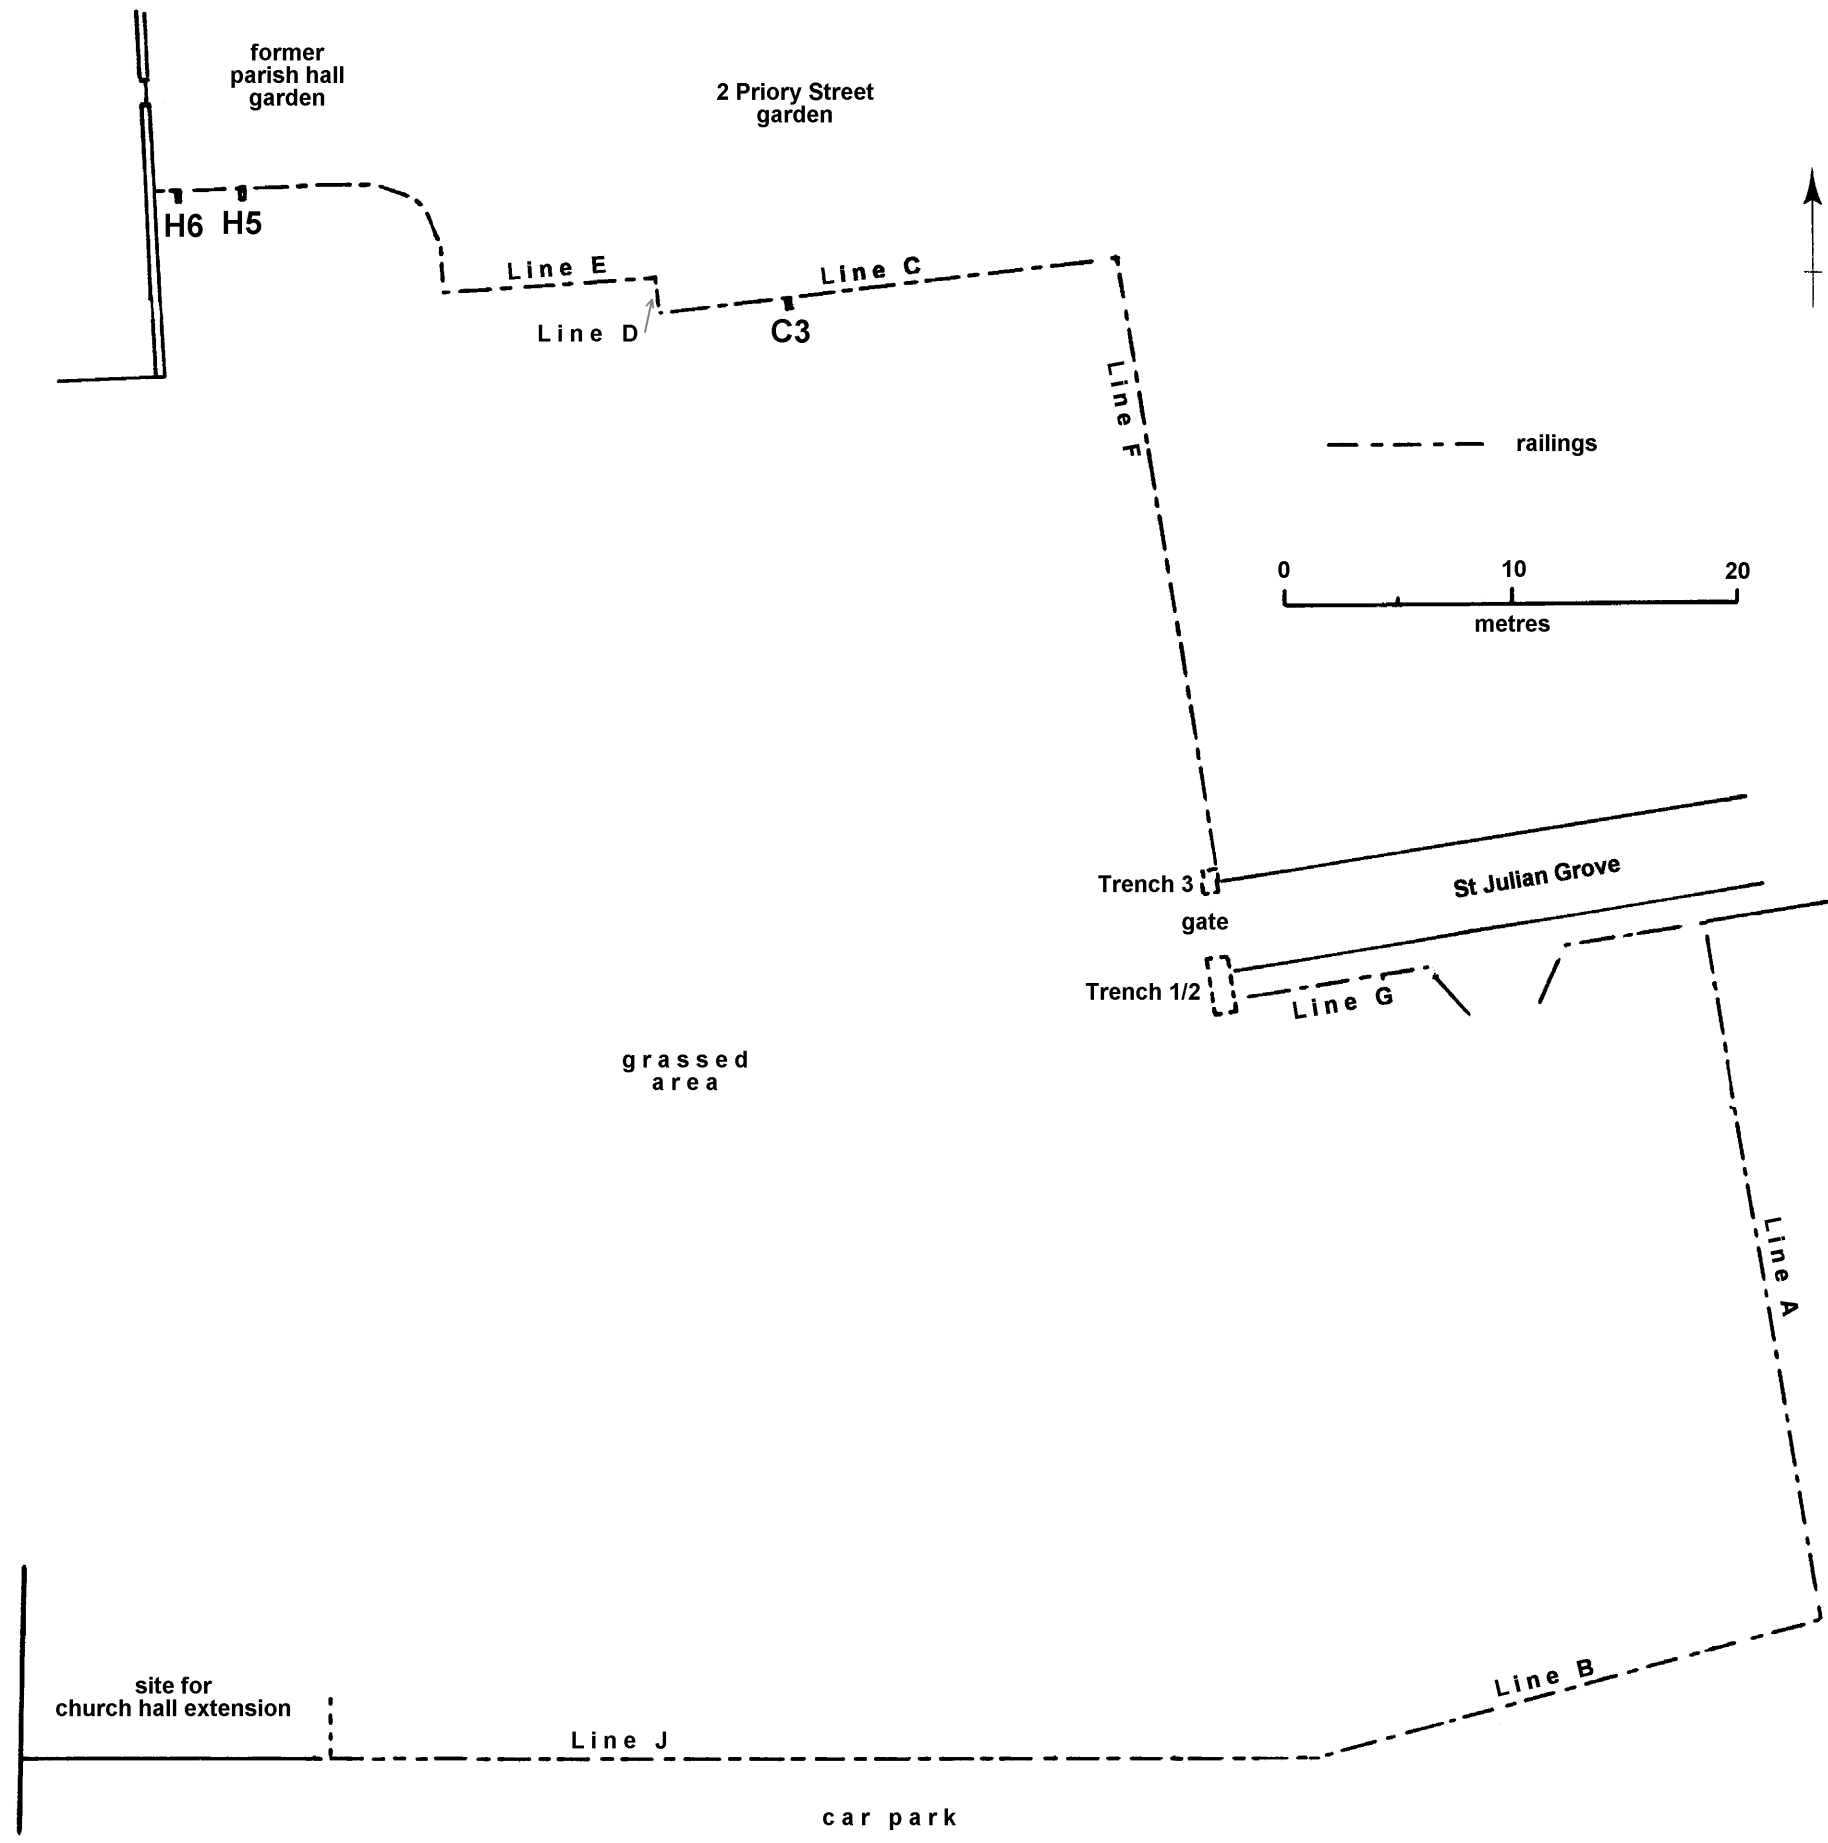 former
parish hall
garden
2 Priory Street
garden
H6
H5
Line E
Line C
Line D
C3
Line F
railings
0
10
20
metres
Trench 3
St Julian Grove
gate
Trench 1/2
Line G
grassed
area
Line A
Line B
site for
church hall extension
Line J
car park